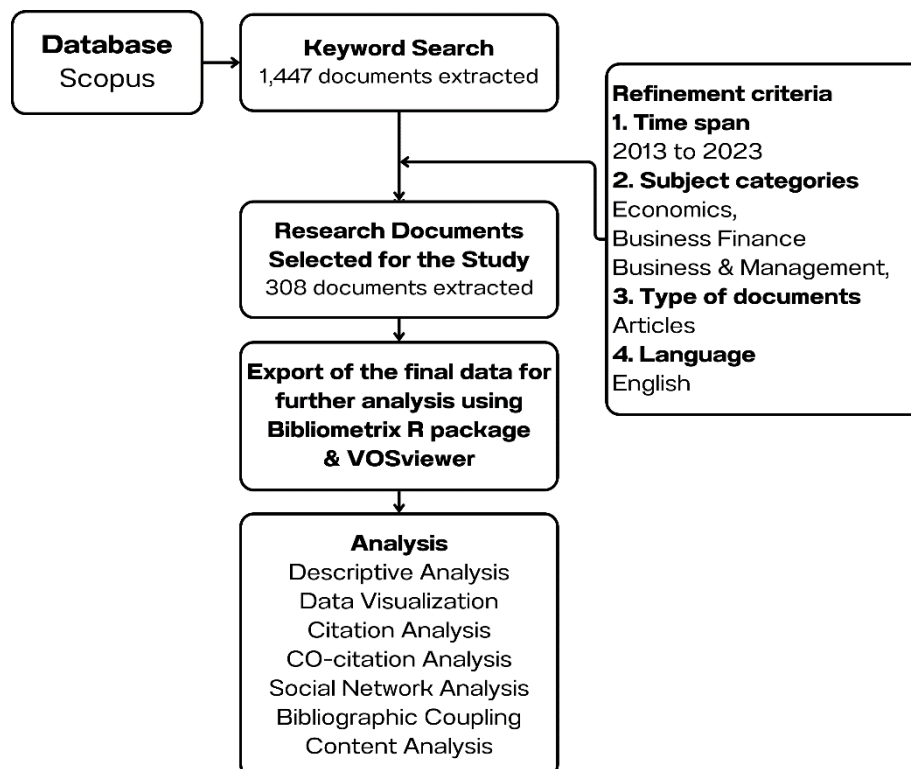 Database
Scopus
Keyword Search
1,447 documents extracted
Refinement criteria
1. Time span
2013 to 2023
2. Subject categories
Economics,
Business Finance
Business & Management,
3. Type of documents
Articles
4. Language
English
Research Documents
Selected for the Study
308 documents extracted
Export of the final data for
further analysis using
Bibliometrix R package
& VOSviewer
Analysis
Descriptive Analysis
Data Visualization
Citation Analysis
CO-citation Analysis
Social Network Analysis
Bibliographic Coupling
Content Analysis